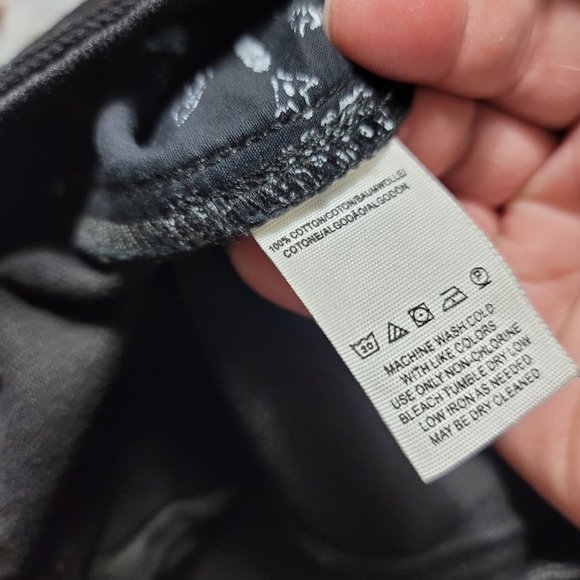 100% COTTON/COTON/BAUMWOLLE/
COTONE/ALGODÃO/ALGODÓN
30
P
MACHINE WASH COLD
WITH LIKE COLORS
USE ONLY NON-CHLORINE
BLEACH TUMBLE DRY LOW
LOW IRON AS NEEDED
MAY BE DRY CLEANED